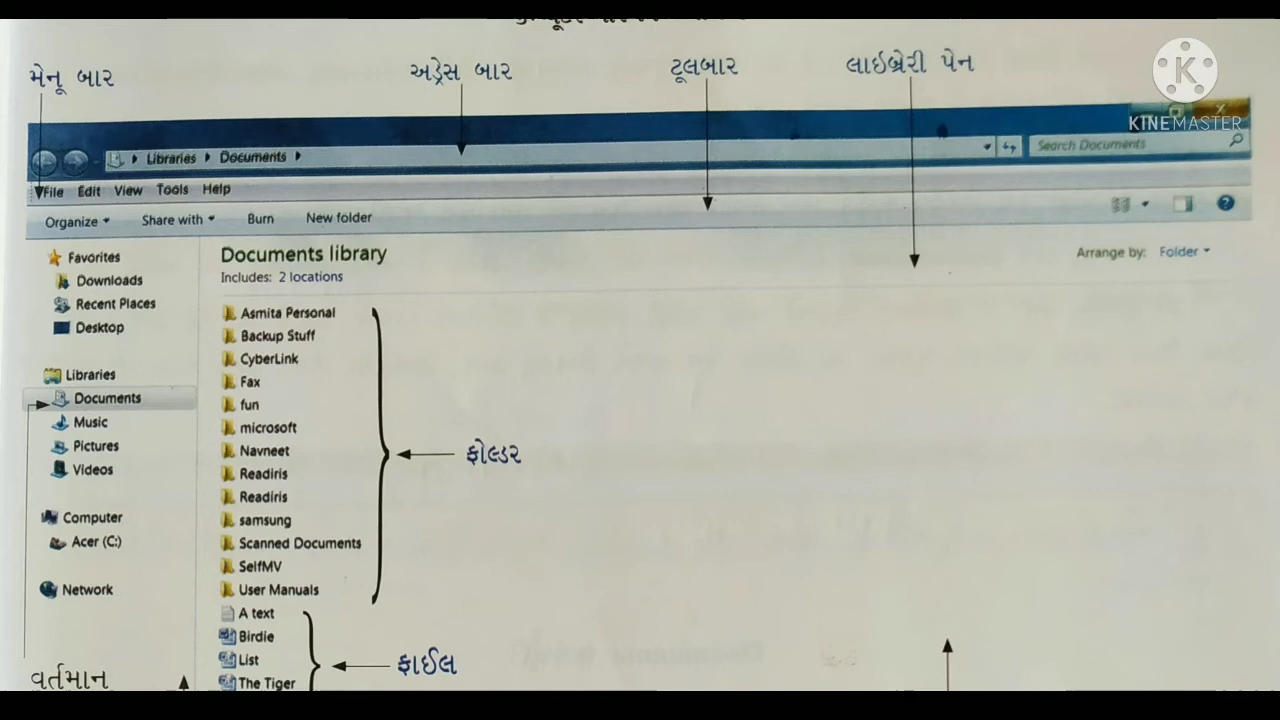 મેનૂ બાર
અડ્રેસ બાર
ટૂલબાર
લાઇબ્રેરી પેન
KINEMASTER
Libraries Documents
Search Documents
File Edit View Tools Help
Organize Share with Burn New folder
Favorites
Downloads
Recent Places
Desktop
Libraries
Documents
Music
Pictures
Videos
Computer
Acer (C:)
Network
વર્તમાન
Documents library
Includes: 2 locations
Arrange by: Folder
Asmita Personal
Backup Stuff
CyberLink
Fax
fun
microsoft
Navneet
Readiris
Readiris
samsung
Scanned Documents
SelfMV
User Manuals
ફોલ્ડર
A text
Birdie
List
The Tiger
ફાઈલ